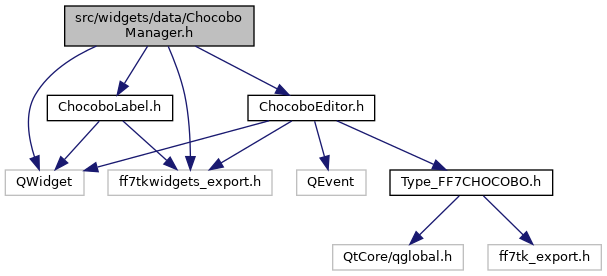 src/widgets/data/Chocobo
Manager.h
ChocoboLabel.h
ChocoboEditor.h
QWidget
ff7tkwidgets_export.h
QEvent
Type_FF7CHOCOBO.h
QtCore/qglobal.h
ff7tk_export.h